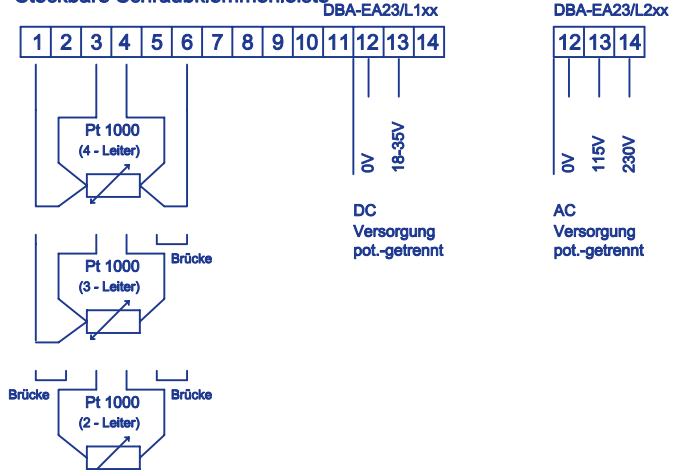 Steckbare Schraubklemmenleiste
DBA-EA23/L1xx
DBA-EA23/L2xx
1 2 3 4 5 6 7 8 9 10 11 12 13 14
12 13 14
Pt 1000
(4 - Leiter)
0V
18-35V
0V
115V
230V
DC
Versorgung
pot.-getrennt
AC
Versorgung
pot.-getrennt
Brücke
Pt 1000
(3 - Leiter)
Brücke
Brücke
Pt 1000
(2 - Leiter)